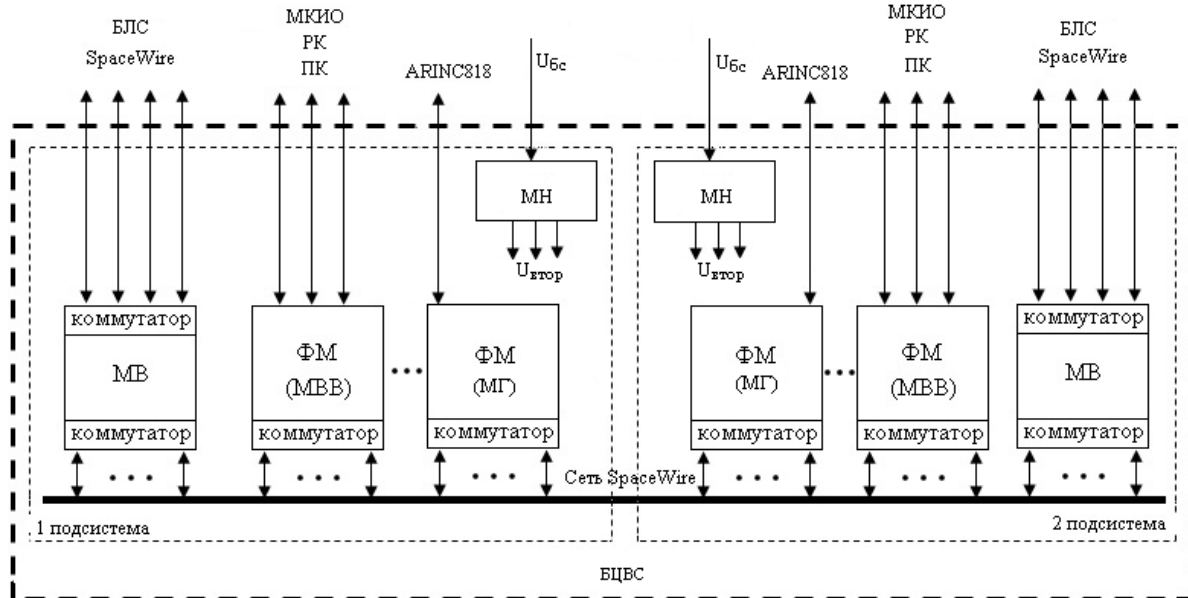 БЛС
SpaceWire
МКИО
РК
ПК
ARINC818
Uбс
Uбс
ARINC818
МКИО
РК
ПК
БЛС
SpaceWire
МН
Uвтор
МН
Uвтор
коммутатор
МВ
коммутатор
ФМ
(МВВ)
коммутатор
ФМ
(МГ)
коммутатор
ФМ
(МГ)
коммутатор
ФМ
(МВВ)
коммутатор
коммутатор
МВ
коммутатор
Сеть SpaceWire
1 подсистема
2 подсистема
БЦВС